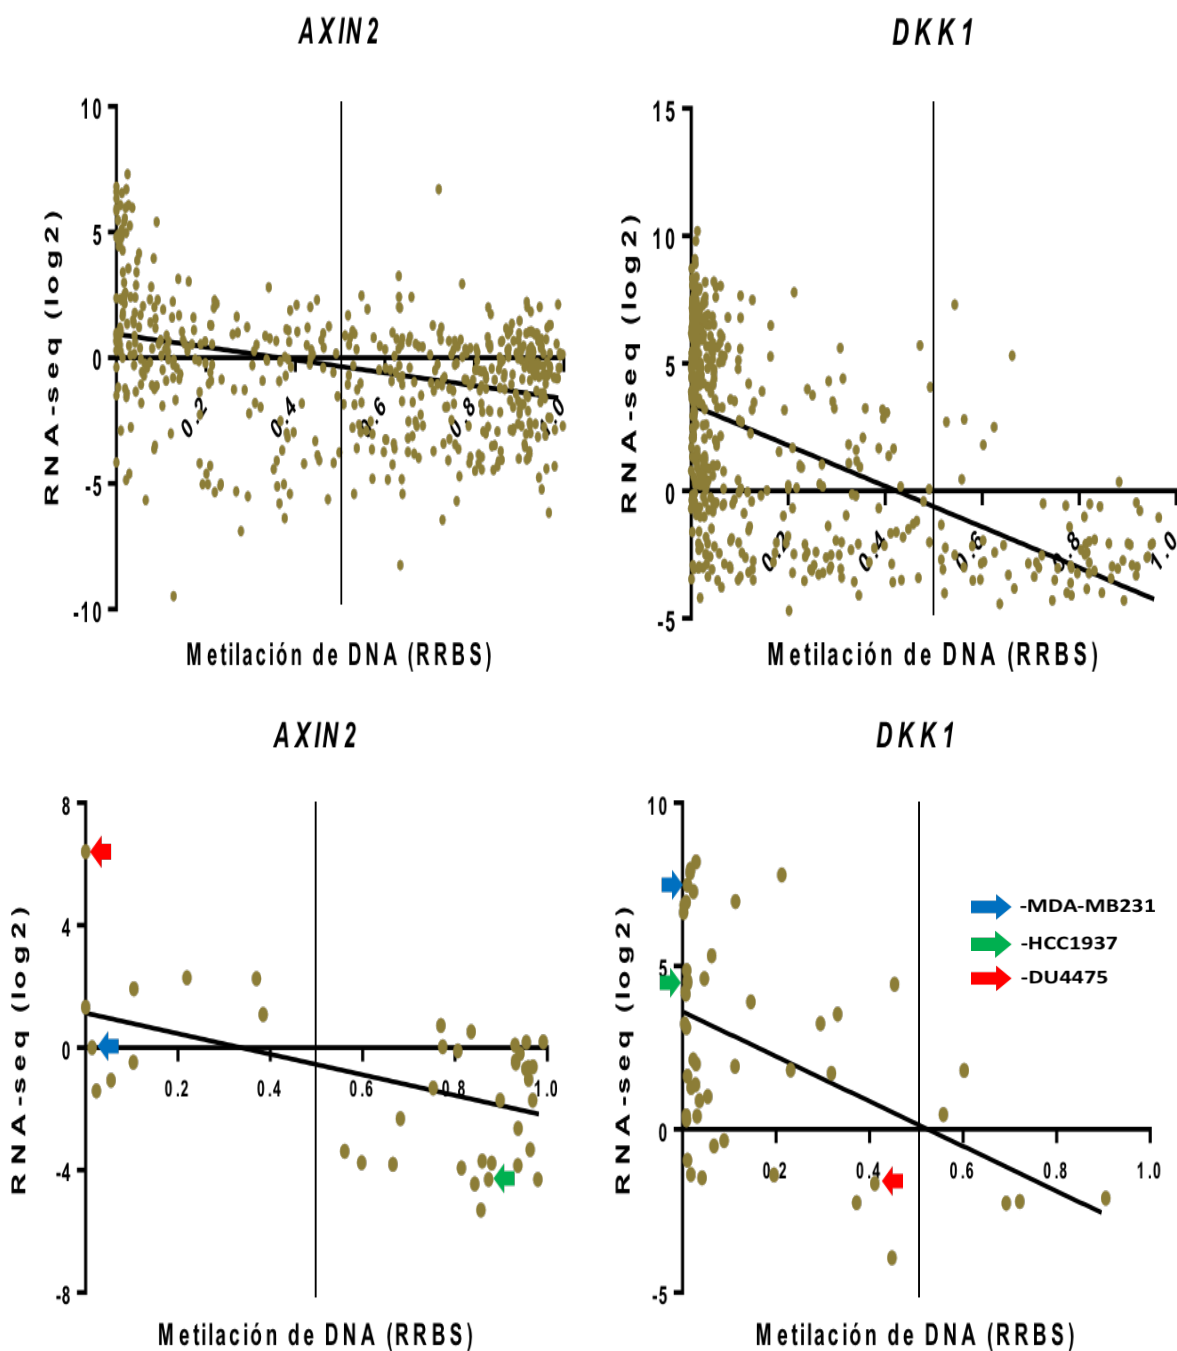 AXIN2
DKK1
RNA-seq (log2)
10
5
0
-5
-10
0.2
0.4
0.6
0.8
1.0
Metilación de DNA (RRBS)
RNA-seq (log2)
15
10
5
0
-5
0.2
0.4
0.6
0.8
1.0
Metilación de DNA (RRBS)
AXIN2
DKK1
RNA-seq (log2)
8
4
0
-4
-8
0.2
0.4
0.6
0.8
1.0
Metilación de DNA (RRBS)
RNA-seq (log2)
10
5
0
-5
0.2
0.4
0.6
0.8
1.0
-MDA-MB231
-HCC1937
-DU4475
Metilación de DNA (RRBS)